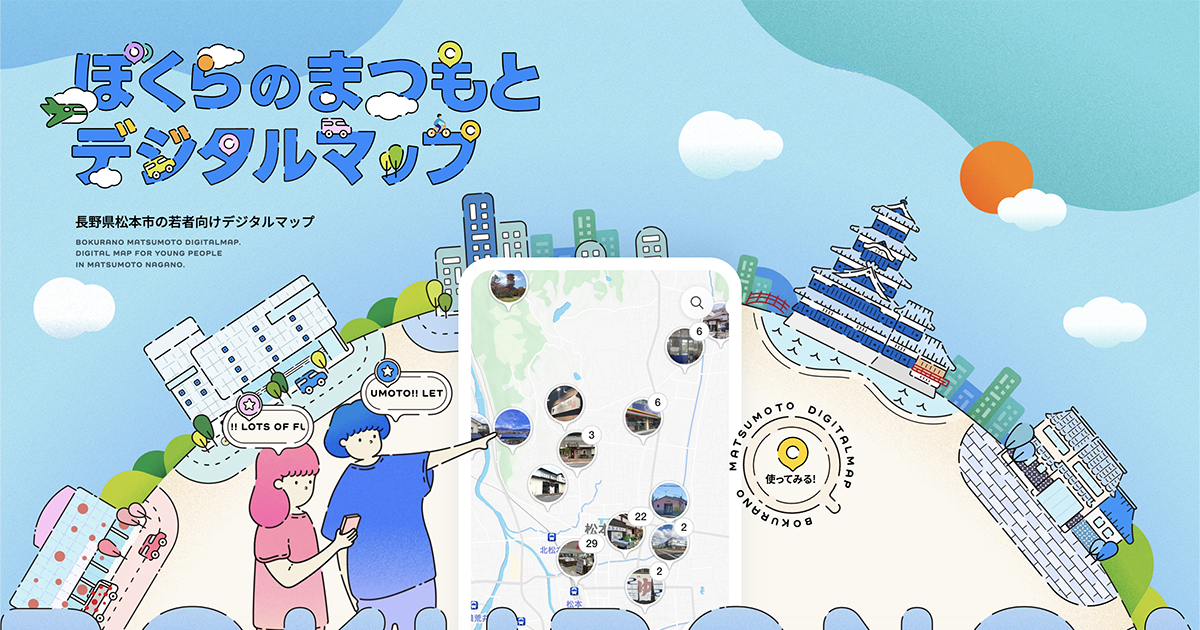 ぼくらのまつもと
デジタルマップ
長野県松本市の若者向けデジタルマップ
BOKURANO MATSUMOTO DIGITALMAP.
DIGITAL MAP FOR YOUNG PEOPLE
IN MATSUMOTO NAGANO.
UMOTO!! LET
!! LOTS OF FU
6
6
3
22
2
29
2
松本
北松本
松本
MATSUMOTO DIGITALMAP
BOKURANO
使ってみる!